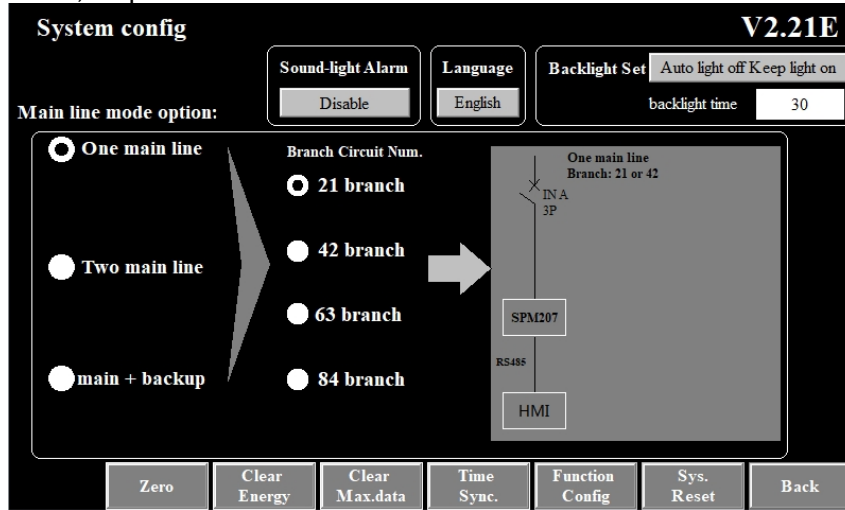 System config
V2.21E
Sound-light Alarm
Disable
Language
English
Backlight Set
Auto light off Keep light on
backlight time
30
Main line mode option:
One main line
Two main line
main + backup
Branch Circuit Num.
21 branch
42 branch
63 branch
84 branch
One main line
Branch: 21 or 42
IN A
3P
SPM207
RS485
HMI
Zero
Clear
Energy
Clear
Max.data
Time
Sync.
Function
Config
Sys.
Reset
Back